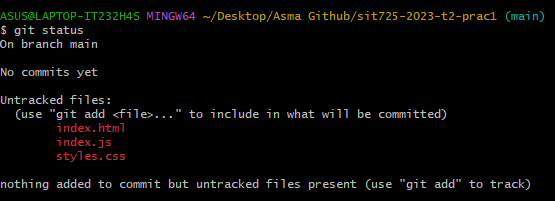 ASUS@LAPTOP-IT232H4S MINGW64 ~/Desktop/Asma Github/sit725-2023-t2-prac1 (main)
$ git status
On branch main
No commits yet
Untracked files:
(use "git add <file>..." to include in what will be committed)
index.html
index.js
styles.css
nothing added to commit but untracked files present (use "git add" to track)